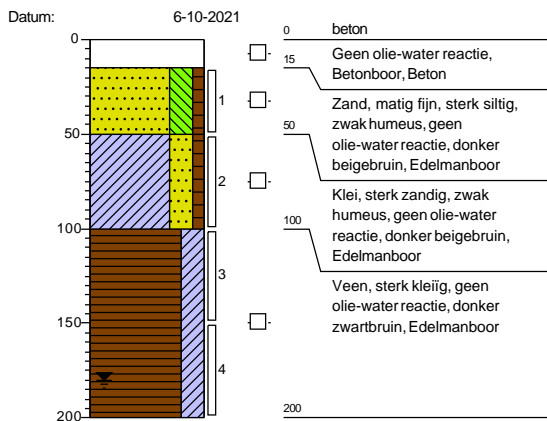 Datum: 6-10-2021
0
50
100
150
200
1
2
3
4
0 beton
15 Geen olie-water reactie,
Betonboor, Beton
Zand, matig fijn, sterk siltig,
zwak humeus, geen
50 olie-water reactie, donker
beigebruin, Edelmanboor
Klei, sterk zandig, zwak
humeus, geen olie-water
100 reactie, donker beigebruin,
Edelmanboor
Veen, sterk kleiïg, geen
olie-water reactie, donker
zwartbruin, Edelmanboor
200